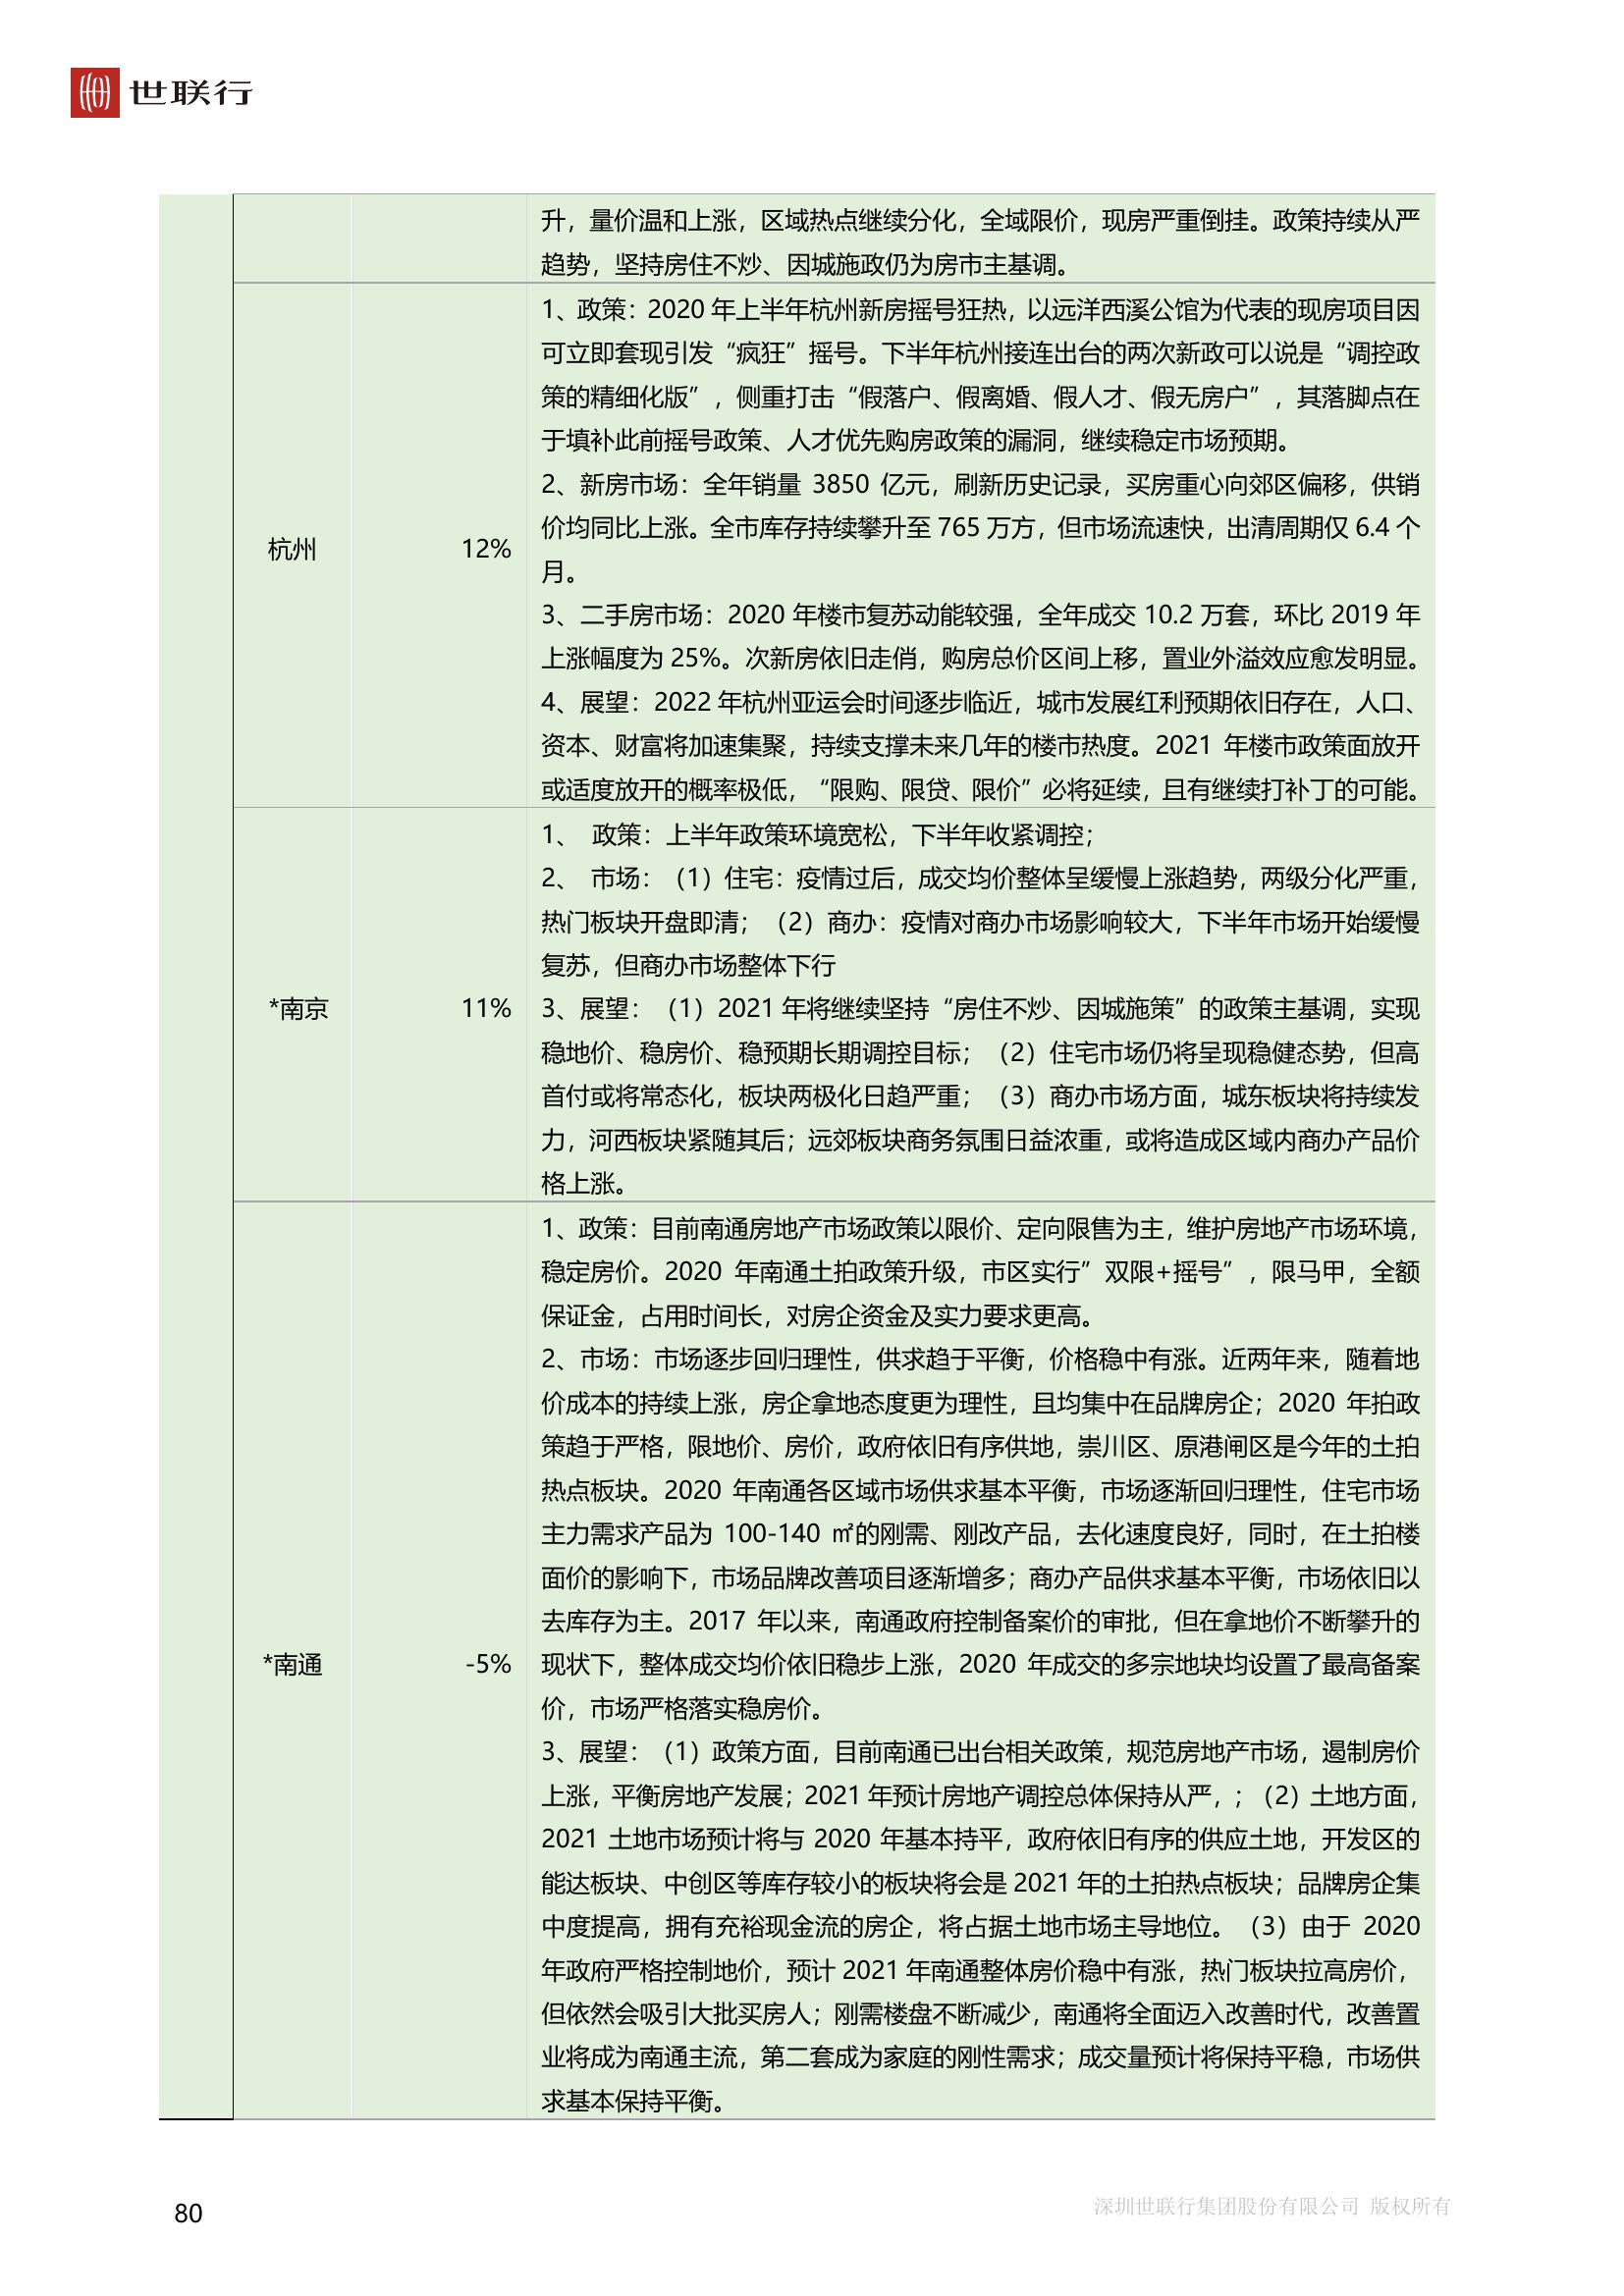 世联行
升，量价温和上涨，区域热点继续分化，全域限价，现房严重倒挂。政策持续从严
趋势，坚持房住不炒、因城施政仍为房市主基调。
杭州
12%
1、政策：2020 年上半年杭州新房摇号狂热，以远洋西溪公馆为代表的现房项目因
可立即套现引发“疯狂”摇号。下半年杭州接连出台的两次新政可以说是“调控政
策的精细化版”，侧重打击“假落户、假离婚、假人才、假无房户”，其落脚点在
于填补此前摇号政策、人才优先购房政策的漏洞，继续稳定市场预期。
2、新房市场：全年销量 3850 亿元，刷新历史记录，买房重心向郊区偏移，供销
价均同比上涨。全市库存持续攀升至 765 万方，但市场流速快，出清周期仅 6.4 个
月。
3、二手房市场：2020 年楼市复苏动能较强，全年成交 10.2 万套，环比 2019 年
上涨幅度为 25%。次新房依旧走俏，购房总价区间上移，置业外溢效应愈发明显。
4、展望：2022 年杭州亚运会时间逐步临近，城市发展红利预期依旧存在，人口、
资本、财富将加速集聚，持续支撑未来几年的楼市热度。2021 年楼市政策面放开
或适度放开的概率极低，“限购、限贷、限价”必将延续，且有继续打补丁的可能。
*南京
11%
1、 政策：上半年政策环境宽松，下半年收紧调控；
2、 市场：（1）住宅：疫情过后，成交均价整体呈缓慢上涨趋势，两级分化严重，
热门板块开盘即清；（2）商办：疫情对商办市场影响较大，下半年市场开始缓慢
复苏，但商办市场整体下行
3、展望：（1）2021 年将继续坚持“房住不炒、因城施策”的政策主基调，实现
稳地价、稳房价、稳预期长期调控目标；（2）住宅市场仍将呈现稳健态势，但高
首付或将常态化，板块两极化日趋严重；（3）商办市场方面，城东板块将持续发
力，河西板块紧随其后；远郊板块商务氛围日益浓重，或将造成区域内商办产品价
格上涨。
*南通
-5%
1、政策：目前南通房地产市场政策以限价、定向限售为主，维护房地产市场环境，
稳定房价。2020 年南通土拍政策升级，市区实行”双限+摇号”，限马甲，全额
保证金，占用时间长，对房企资金及实力要求更高。
2、市场：市场逐步回归理性，供求趋于平衡，价格稳中有涨。近两年来，随着地
价成本的持续上涨，房企拿地态度更为理性，且均集中在品牌房企；2020 年拍政
策趋于严格，限地价、房价，政府依旧有序供地，崇川区、原港闸区是今年的土拍
热点板块。2020 年南通各区域市场供求基本平衡，市场逐渐回归理性，住宅市场
主力需求产品为 100-140 ㎡的刚需、刚改产品，去化速度良好，同时，在土拍楼
面价的影响下，市场品牌改善项目逐渐增多；商办产品供求基本平衡，市场依旧以
去库存为主。2017 年以来，南通政府控制备案价的审批，但在拿地价不断攀升的
现状下，整体成交均价依旧稳步上涨，2020 年成交的多宗地块均设置了最高备案
价，市场严格落实稳房价。
3、展望：（1）政策方面，目前南通已出台相关政策，规范房地产市场，遏制房价
上涨，平衡房地产发展；2021 年预计房地产调控总体保持从严，；（2）土地方面，
2021 土地市场预计将与 2020 年基本持平，政府依旧有序的供应土地，开发区的
能达板块、中创区等库存较小的板块将会是 2021 年的土拍热点板块；品牌房企集
中度提高，拥有充裕现金流的房企，将占据土地市场主导地位。（3）由于 2020
年政府严格控制地价，预计 2021 年南通整体房价稳中有涨，热门板块拉高房价，
但依然会吸引大批买房人；刚需楼盘不断减少，南通将全面迈入改善时代，改善置
业将成为南通主流，第二套成为家庭的刚性需求；成交量预计将保持平稳，市场供
求基本保持平衡。
80
深圳世联行集团股份有限公司 版权所有